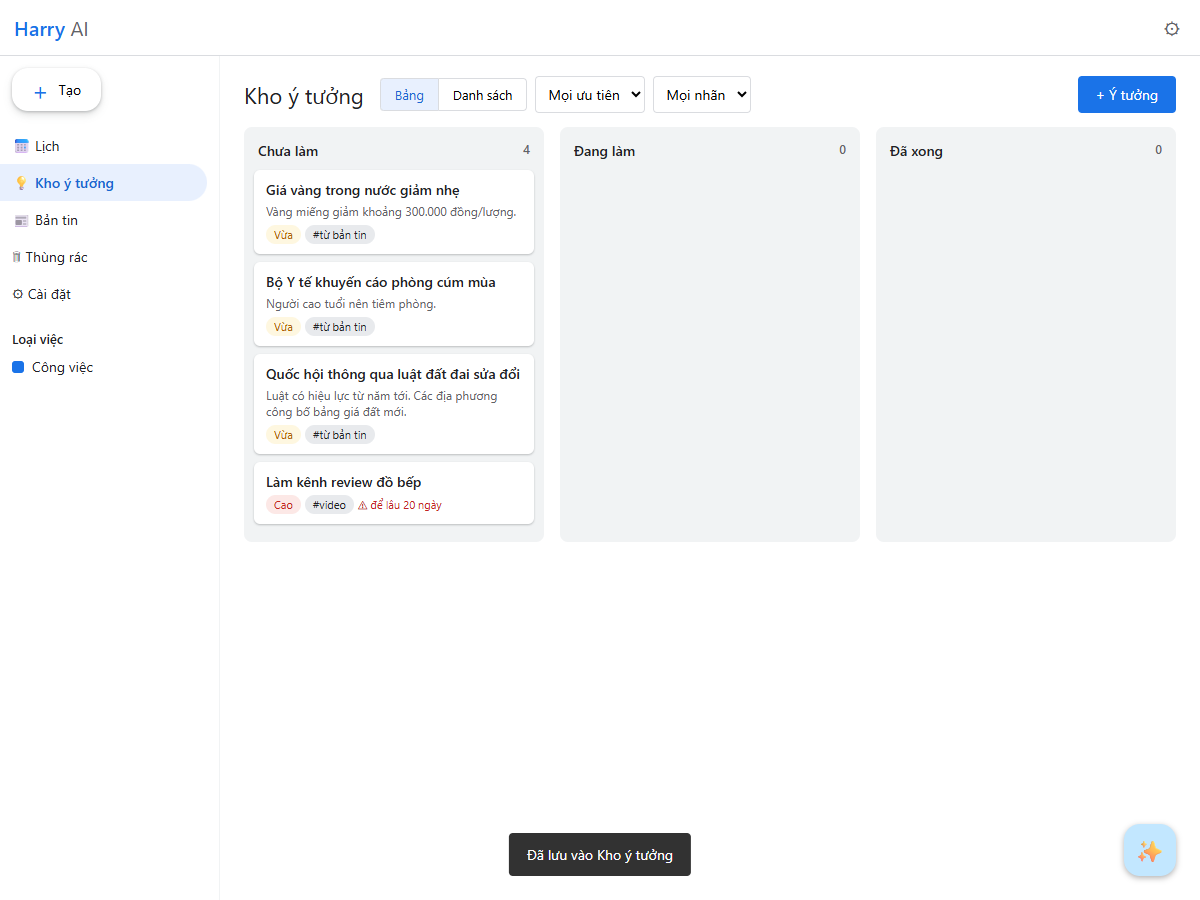 Harry AI
+ Tạo
Lịch
Kho ý tưởng
Bản tin
Thùng rác
Cài đặt
Loại việc
Công việc
Kho ý tưởng
Bảng
Danh sách
Mọi ưu tiên
Mọi nhãn
+ Ý tưởng
Chưa làm 4
Giá vàng trong nước giảm nhẹ
Vàng miếng giảm khoảng 300.000 đồng/lượng.
Vừa #từ bản tin
Bộ Y tế khuyến cáo phòng cúm mùa
Người cao tuổi nên tiêm phòng.
Vừa #từ bản tin
Quốc hội thông qua luật đất đai sửa đổi
Luật có hiệu lực từ năm tới. Các địa phương
công bố bảng giá đất mới.
Vừa #từ bản tin
Làm kênh review đồ bếp
Cao #video ⚠ để lâu 20 ngày
Đang làm 0
Đã xong 0
Đã lưu vào Kho ý tưởng